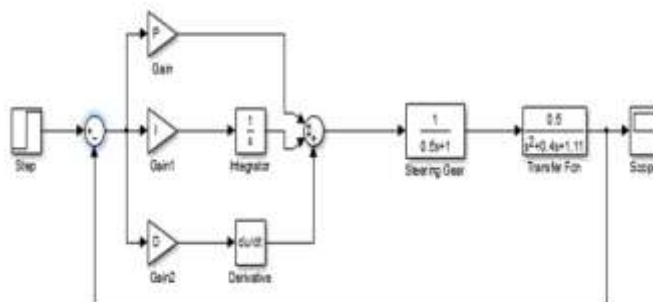 P
Gain
Step
I
Gain1
1
s
Integrator
1
0.5s+1
Steering Gear
0.5
s²+0.4s+1.11
Transfer Fcn
Scop
D
Gain2
du/dt
Derivative